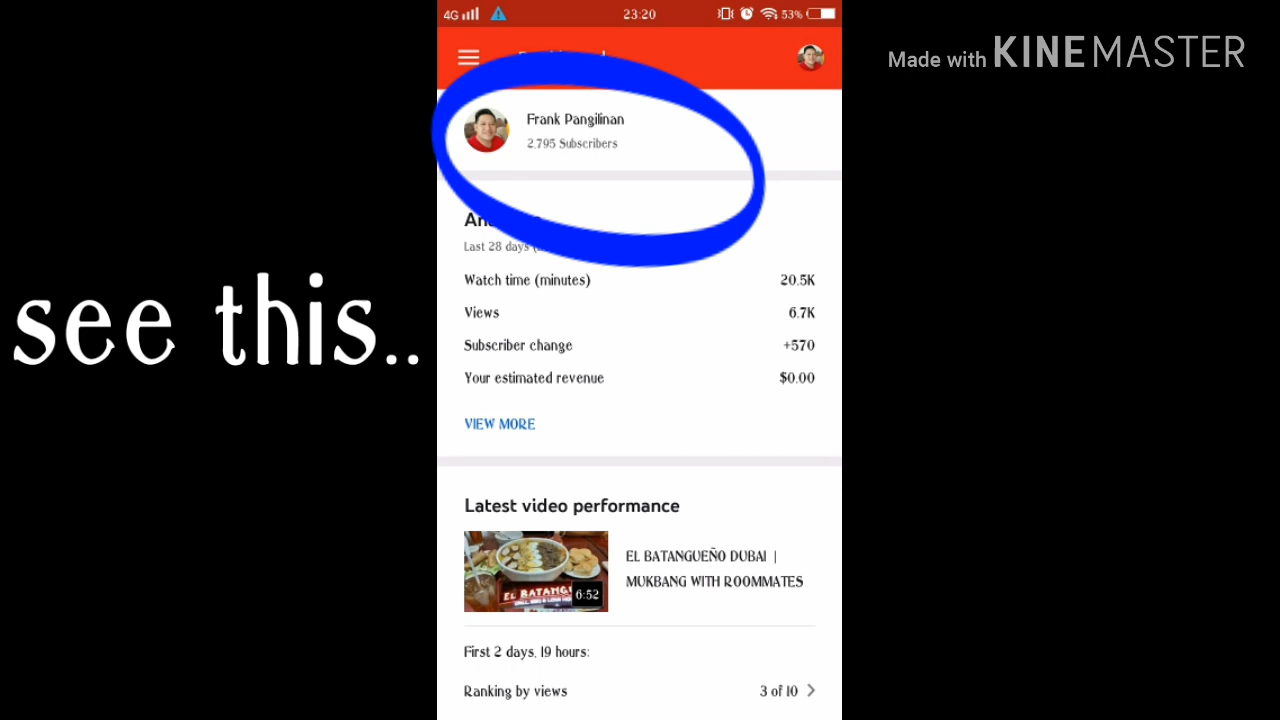 4G
23:20
53%
Made with KINEMASTER
Frank Pangilinan
2,795 Subscribers
see this..
Last 28 days
Watch time (minutes) 20.5K
Views 6.7K
Subscriber change +570
Your estimated revenue $0.00
VIEW MORE
Latest video performance
EL BATANGUEÑO DUBAI |
MUKBANG WITH ROOMMATES
EL BATANGU
6:52
First 2 days, 19 hours:
Ranking by views 3 of 10